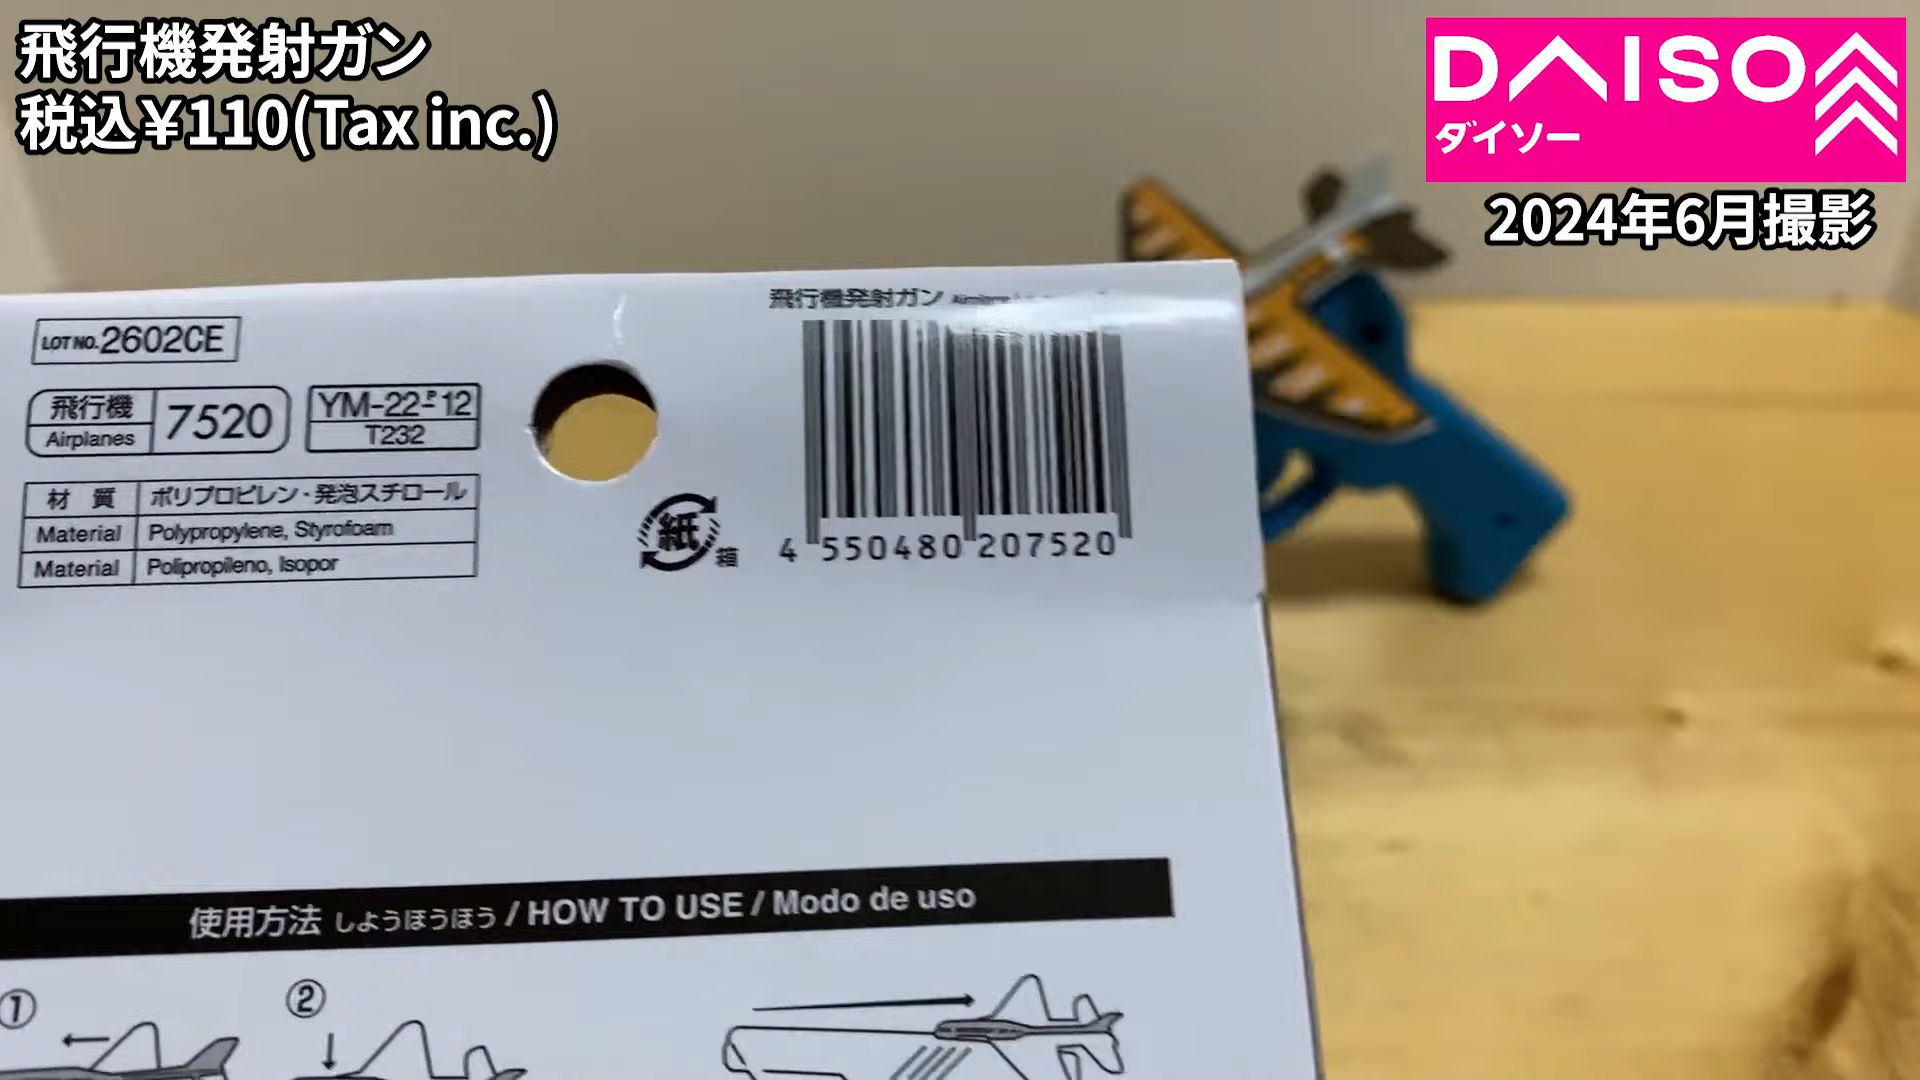 飛行機発射ガン
税込¥110(Tax inc.)
DAISO
ダイソー
2024年6月撮影
飛行機発射ガン
LOT NO. 2602CE
飛行機
Airplanes
7520
YM-22-P12
T232
材 質 ポリプロピレン・発泡スチロール
Material Polypropylene, Styrofoam
Material Polipropileno, Isopor
紙
箱
4 550480 207520
使用方法 しようほうほう / HOW TO USE / Modo de uso
①
②